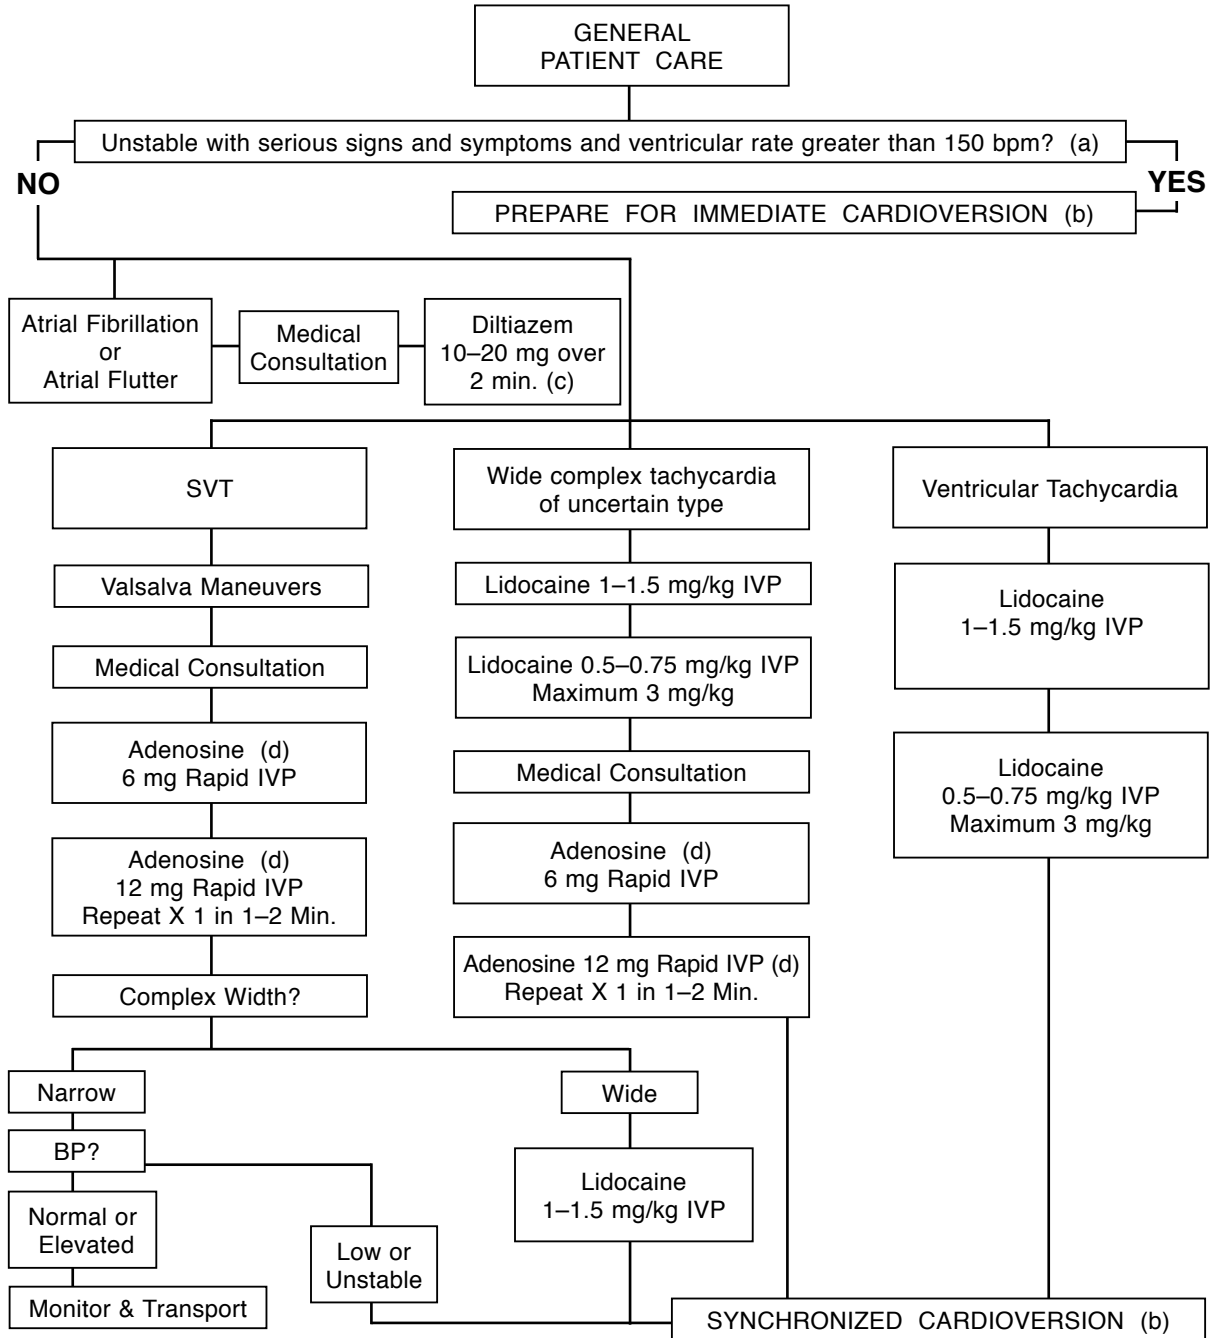 GENERAL
PATIENT CARE
Unstable with serious signs and symptoms and ventricular rate greater than 150 bpm? (a)
NO
YES
PREPARE FOR IMMEDIATE CARDIOVERSION (b)
Atrial Fibrillation
or
Atrial Flutter
Medical
Consultation
Diltiazem
10–20 mg over
2 min. (c)
SVT
Valsalva Maneuvers
Medical Consultation
Adenosine (d)
6 mg Rapid IVP
Adenosine (d)
12 mg Rapid IVP
Repeat X 1 in 1–2 Min.
Complex Width?
Wide complex tachycardia
of uncertain type
Lidocaine 1–1.5 mg/kg IVP
Lidocaine 0.5–0.75 mg/kg IVP
Maximum 3 mg/kg
Medical Consultation
Adenosine (d)
6 mg Rapid IVP
Adenosine 12 mg Rapid IVP (d)
Repeat X 1 in 1–2 Min.
Ventricular Tachycardia
Lidocaine
1–1.5 mg/kg IVP
Lidocaine
0.5–0.75 mg/kg IVP
Maximum 3 mg/kg
Narrow
BP?
Normal or
Elevated
Monitor & Transport
Low or
Unstable
Wide
Lidocaine
1–1.5 mg/kg IVP
SYNCHRONIZED CARDIOVERSION (b)